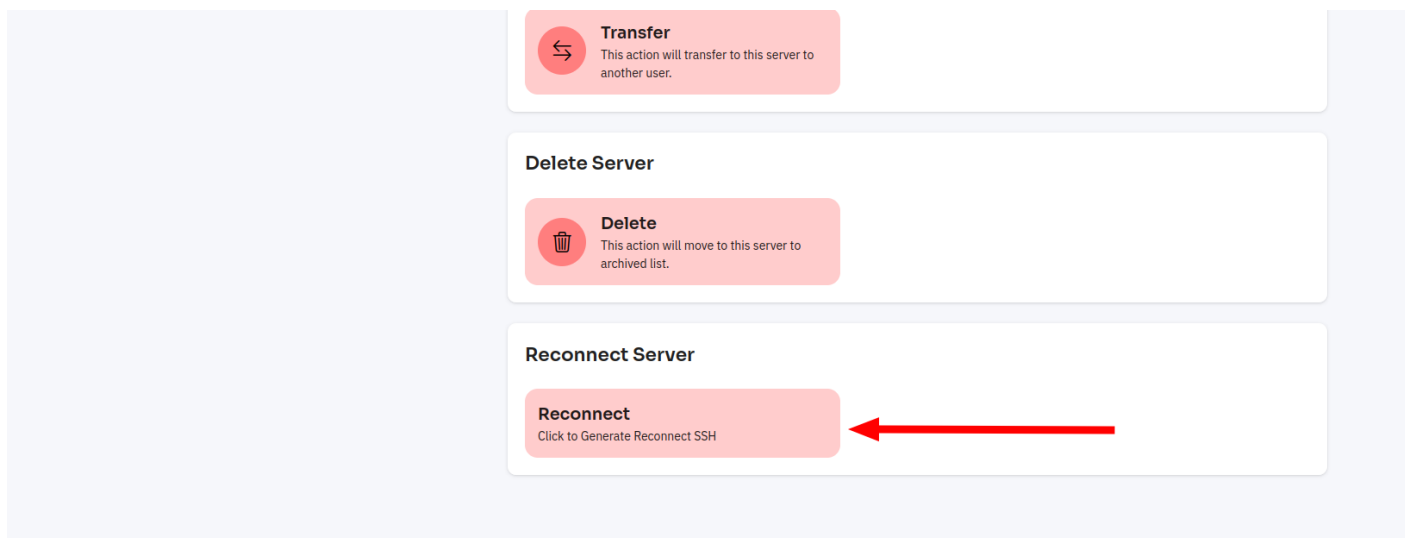 Transfer
This action will transfer to this server to
another user.
Delete Server
Delete
This action will move to this server to
archived list.
Reconnect Server
Reconnect
Click to Generate Reconnect SSH